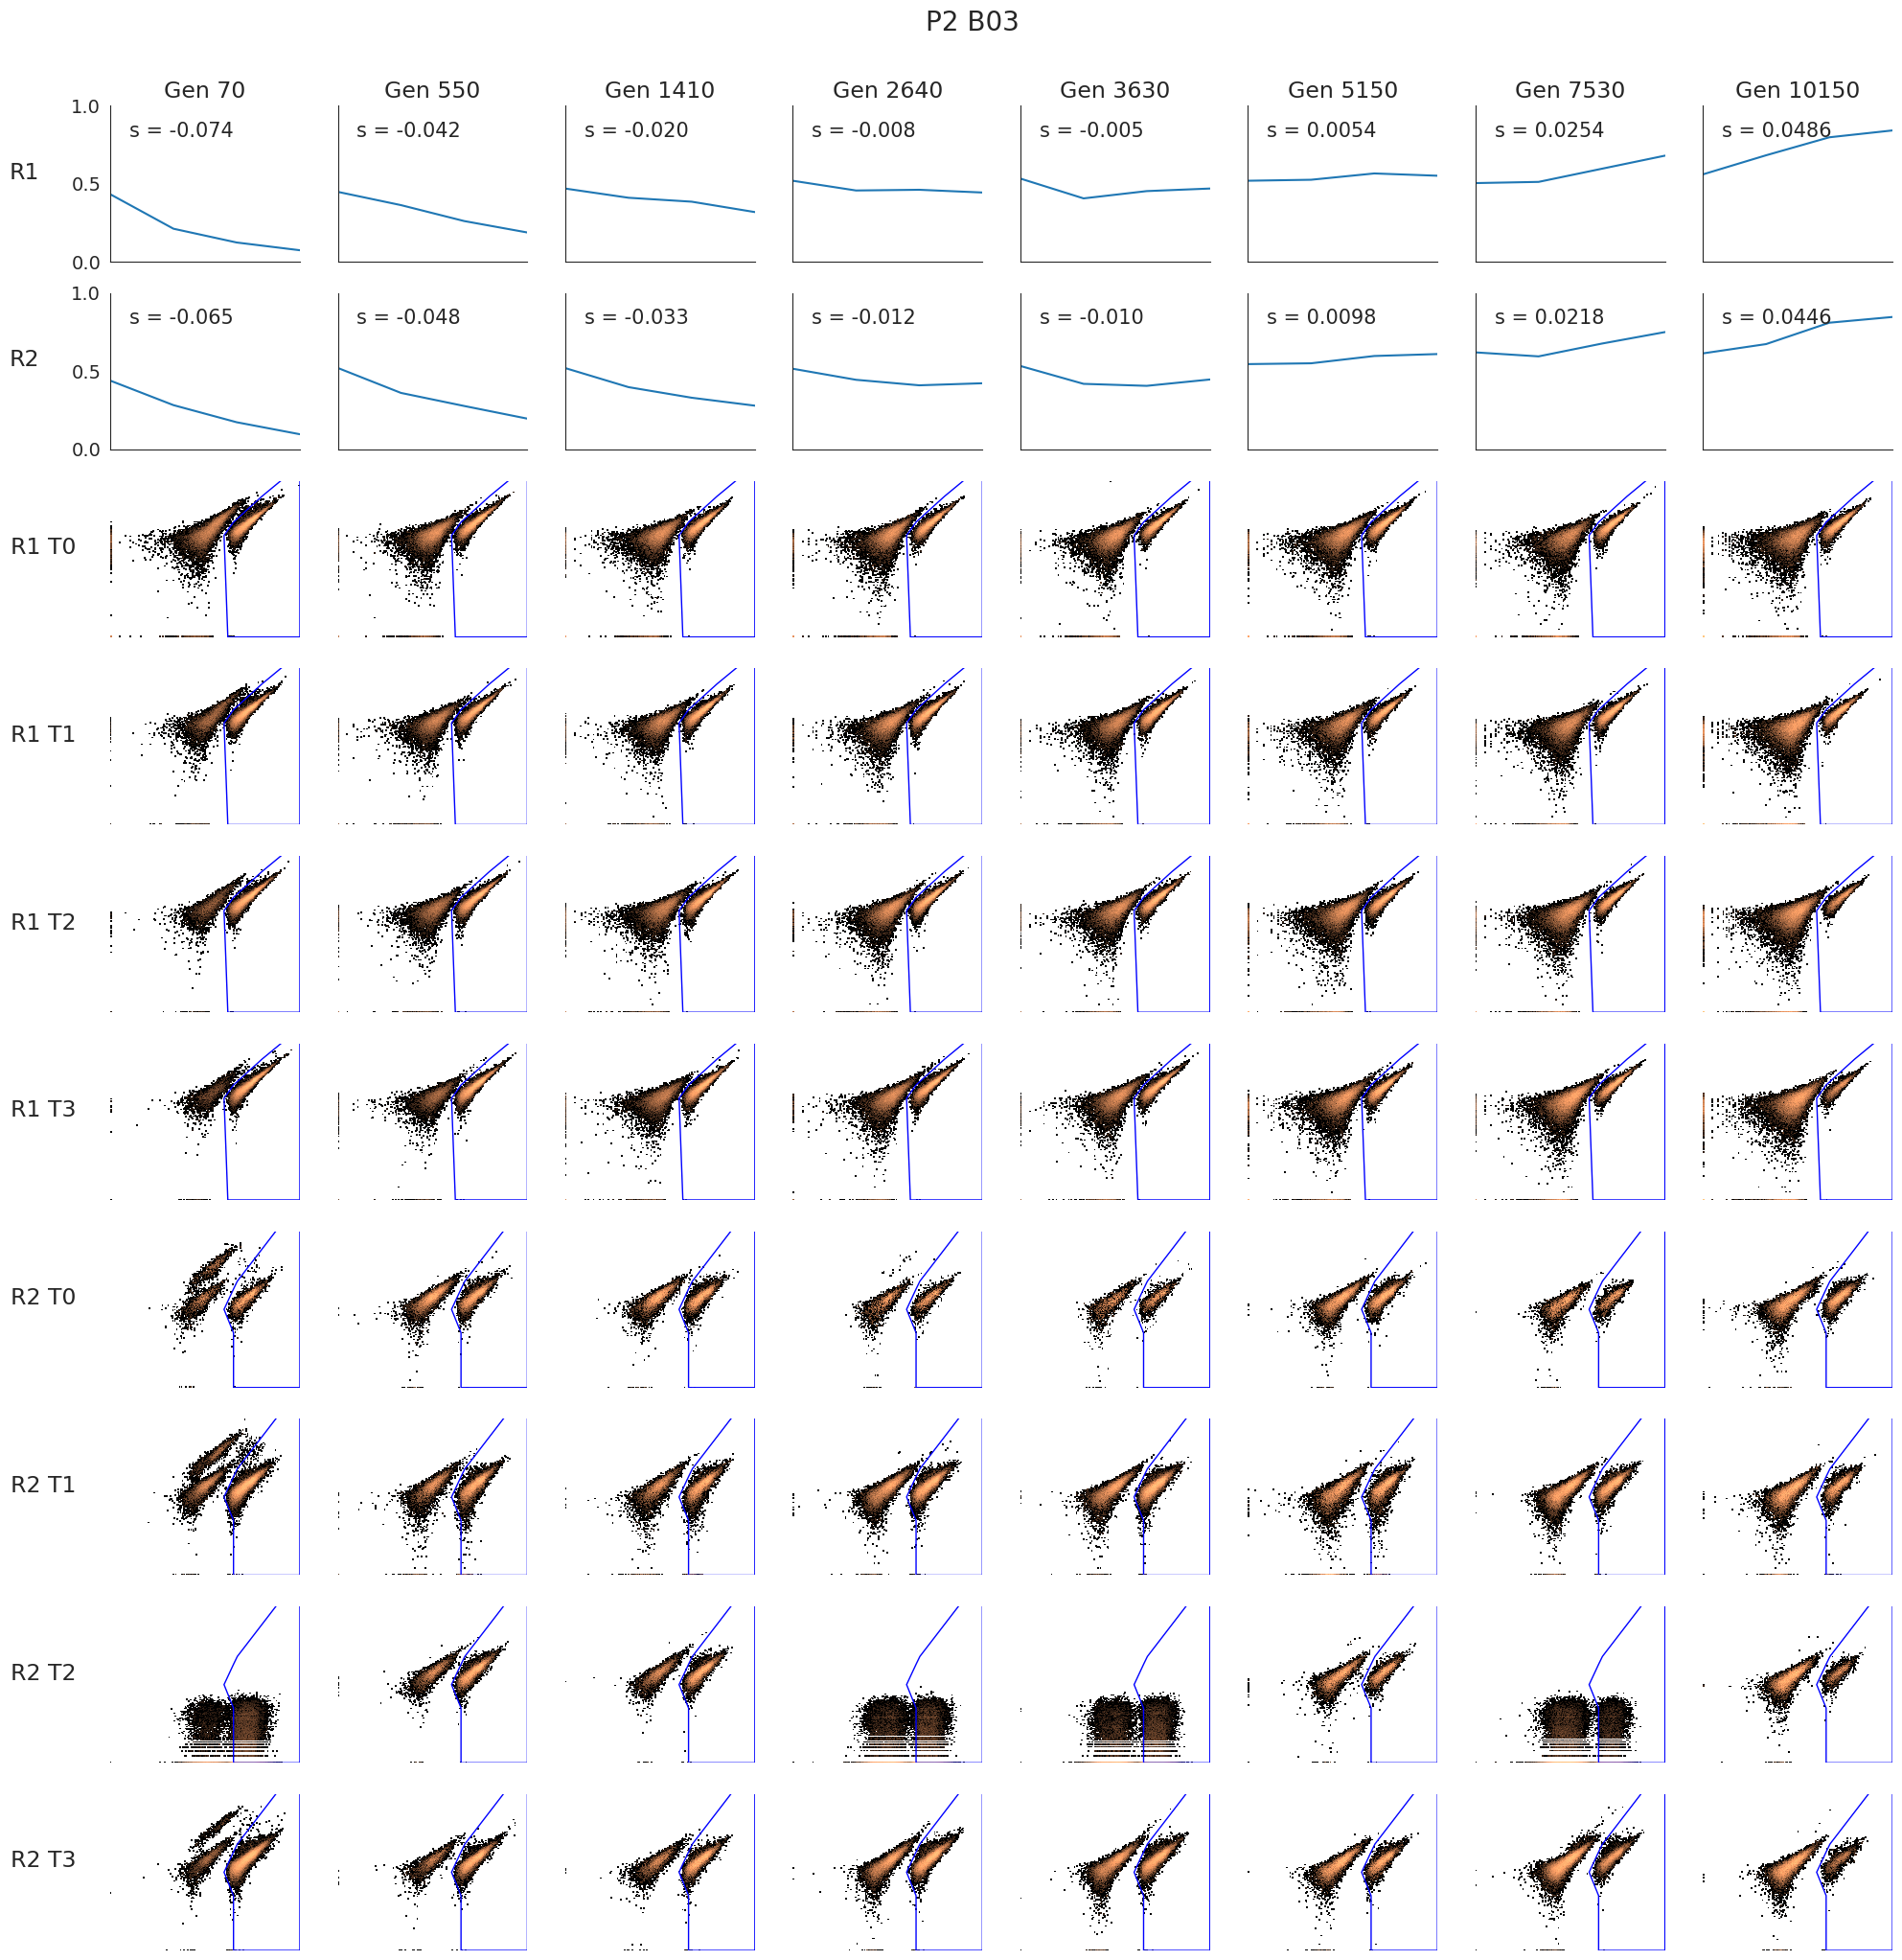 P2 B03
Gen 70 Gen 550 Gen 1410 Gen 2640 Gen 3630 Gen 5150 Gen 7530 Gen 10150
1.0
s = -0.074 s = -0.042 s = -0.020 s = -0.008 s = -0.005 s = 0.0054 s = 0.0254 s = 0.0486
R1
0.5
0.0
1.0
s = -0.065 s = -0.048 s = -0.033 s = -0.012 s = -0.010 s = 0.0098 s = 0.0218 s = 0.0446
R2
0.5
0.0
R1 T0
R1 T1
R1 T2
R1 T3
R2 T0
R2 T1
R2 T2
R2 T3